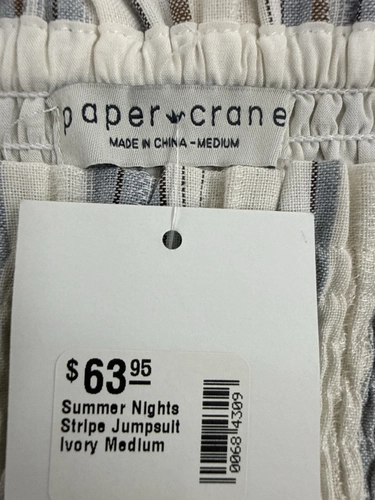 paper crane
MADE IN CHINA - MEDIUM
$63.95
Summer Nights
Stripe Jumpsuit
Ivory Medium
00684309